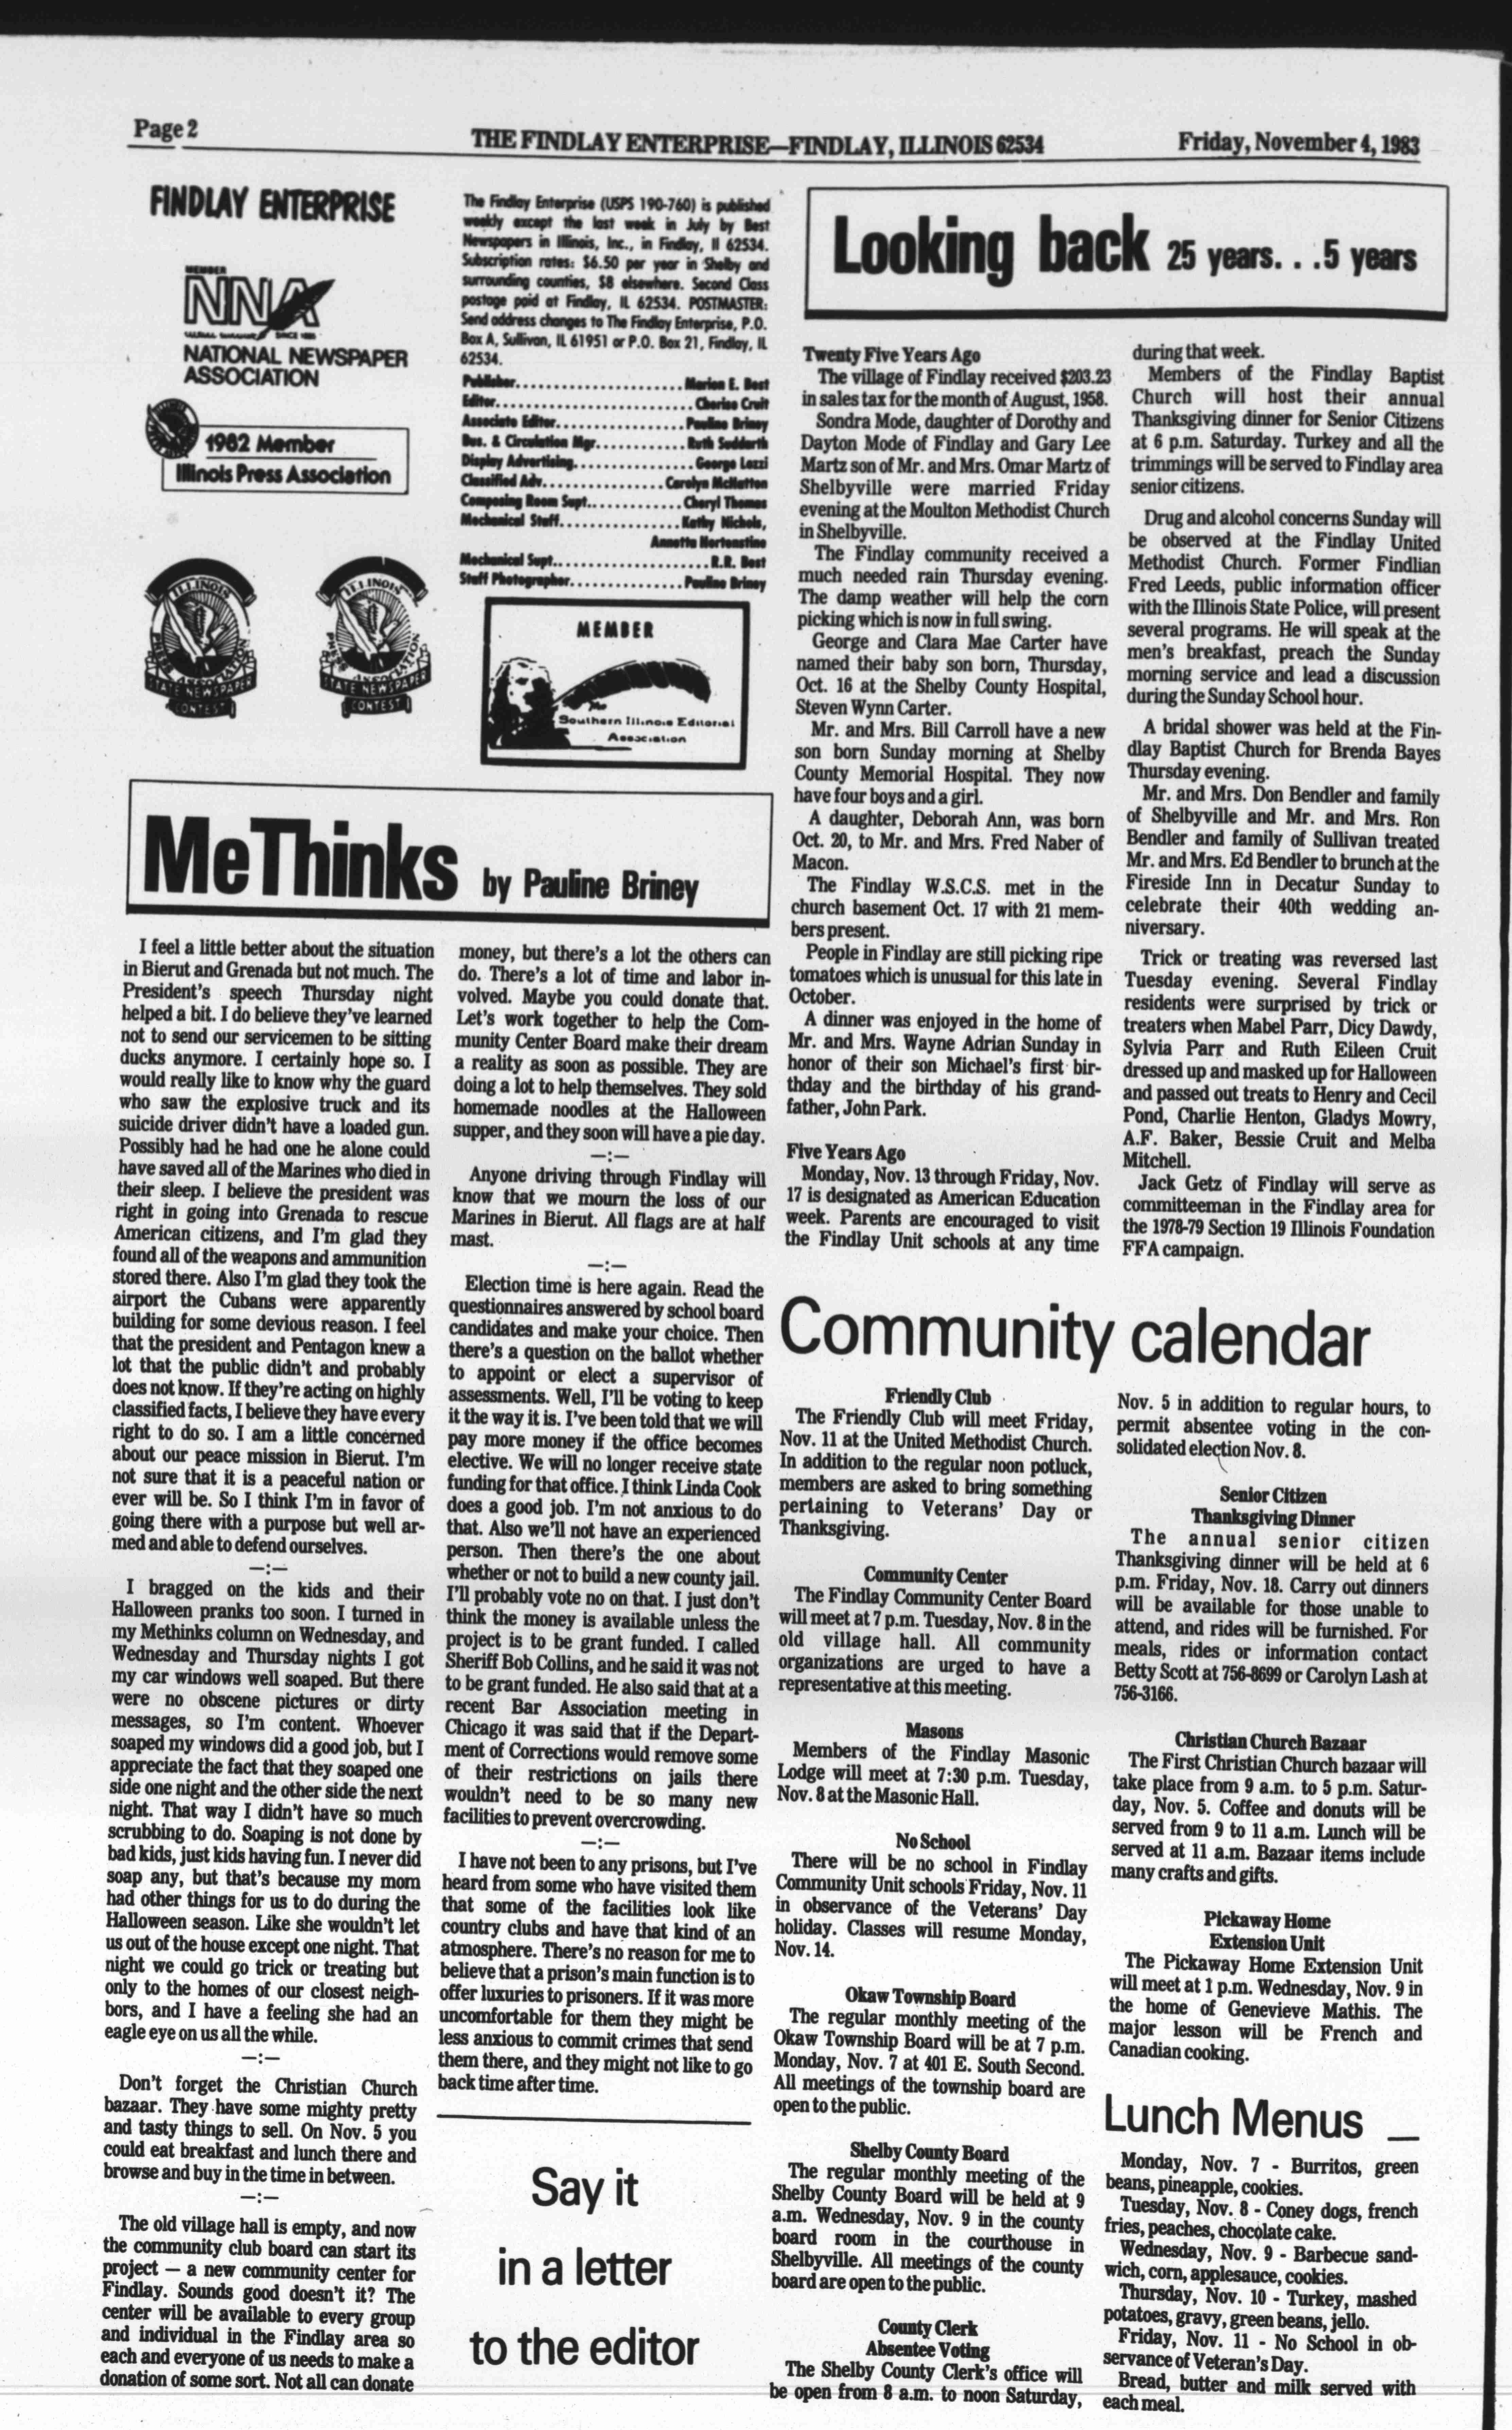 Page 2
THE FINDLAY ENTERPRISE—FINDLAY, ILLINOIS 62534
Friday, November 4, 1983
FINDLAY ENTERPRISE
MEMBER
NNA
SINCE 1885
NATIONAL NEWSPAPER
ASSOCIATION
1982 Member
Illinois Press Association
ILLINOIS
PRESS ASSOCIATION
STATE NEWSPAPER
CONTEST
ILLINOIS
PRESS ASSOCIATION
STATE NEWSPAPER
CONTEST
The Findlay Enterprise (USPS 190-760) is published
weekly except the last week in July by Best
Newspapers in Illinois, Inc., in Findlay, Il 62534.
Subscription rates: $6.50 per year in Shelby and
surrounding counties, $8 elsewhere. Second Class
postage paid at Findlay, IL 62534. POSTMASTER:
Send address changes to The Findlay Enterprise, P.O.
Box A, Sullivan, IL 61951 or P.O. Box 21, Findlay, IL
62534.
Publisher......................Marion E. Best
Editor..........................Cherise Cruit
Associate Editor................Pauline Briney
Bus. & Circulation Mgr............Ruth Suddarth
Display Advertising................George Lozzi
Classified Adv................Carolyn McHatton
Composing Room Supt............Cheryl Thomas
Mechanical Staff................Kathy Nichols,
Annetta Hortenstine
Mechanical Supt.....................R.R. Best
Staff Photographer...............Pauline Briney
MEMBER
Southern Illinois Editorial
Association
MeThinks by Pauline Briney
I feel a little better about the situation
in Bierut and Grenada but not much. The
President's speech Thursday night
helped a bit. I do believe they've learned
not to send our servicemen to be sitting
ducks anymore. I certainly hope so. I
would really like to know why the guard
who saw the explosive truck and its
suicide driver didn't have a loaded gun.
Possibly had he had one he alone could
have saved all of the Marines who died in
their sleep. I believe the president was
right in going into Grenada to rescue
American citizens, and I'm glad they
found all of the weapons and ammunition
stored there. Also I'm glad they took the
airport the Cubans were apparently
building for some devious reason. I feel
that the president and Pentagon knew a
lot that the public didn't and probably
does not know. If they're acting on highly
classified facts, I believe they have every
right to do so. I am a little concerned
about our peace mission in Bierut. I'm
not sure that it is a peaceful nation or
ever will be. So I think I'm in favor of
going there with a purpose but well ar-
med and able to defend ourselves.
—:—
I bragged on the kids and their
Halloween pranks too soon. I turned in
my Methinks column on Wednesday, and
Wednesday and Thursday nights I got
my car windows well soaped. But there
were no obscene pictures or dirty
messages, so I'm content. Whoever
soaped my windows did a good job, but I
appreciate the fact that they soaped one
side one night and the other side the next
night. That way I didn't have so much
scrubbing to do. Soaping is not done by
bad kids, just kids having fun. I never did
soap any, but that's because my mom
had other things for us to do during the
Halloween season. Like she wouldn't let
us out of the house except one night. That
night we could go trick or treating but
only to the homes of our closest neigh-
bors, and I have a feeling she had an
eagle eye on us all the while.
—:—
Don't forget the Christian Church
bazaar. They have some mighty pretty
and tasty things to sell. On Nov. 5 you
could eat breakfast and lunch there and
browse and buy in the time in between.
—:—
The old village hall is empty, and now
the community club board can start its
project — a new community center for
Findlay. Sounds good doesn't it? The
center will be available to every group
and individual in the Findlay area so
each and everyone of us needs to make a
donation of some sort. Not all can donate
money, but there's a lot the others can
do. There's a lot of time and labor in-
volved. Maybe you could donate that.
Let's work together to help the Com-
munity Center Board make their dream
a reality as soon as possible. They are
doing a lot to help themselves. They sold
homemade noodles at the Halloween
supper, and they soon will have a pie day.
—:—
Anyone driving through Findlay will
know that we mourn the loss of our
Marines in Bierut. All flags are at half
mast.
—:—
Election time is here again. Read the
questionnaires answered by school board
candidates and make your choice. Then
there's a question on the ballot whether
to appoint or elect a supervisor of
assessments. Well, I'll be voting to keep
it the way it is. I've been told that we will
pay more money if the office becomes
elective. We will no longer receive state
funding for that office. I think Linda Cook
does a good job. I'm not anxious to do
that. Also we'll not have an experienced
person. Then there's the one about
whether or not to build a new county jail.
I'll probably vote no on that. I just don't
think the money is available unless the
project is to be grant funded. I called
Sheriff Bob Collins, and he said it was not
to be grant funded. He also said that at a
recent Bar Association meeting in
Chicago it was said that if the Depart-
ment of Corrections would remove some
of their restrictions on jails there
wouldn't need to be so many new
facilities to prevent overcrowding.
—:—
I have not been to any prisons, but I've
heard from some who have visited them
that some of the facilities look like
country clubs and have that kind of an
atmosphere. There's no reason for me to
believe that a prison's main function is to
offer luxuries to prisoners. If it was more
uncomfortable for them they might be
less anxious to commit crimes that send
them there, and they might not like to go
back time after time.
Say it
in a letter
to the editor
Looking back 25 years. . .5 years
Twenty Five Years Ago
The village of Findlay received $203.23
in sales tax for the month of August, 1958.
Sondra Mode, daughter of Dorothy and
Dayton Mode of Findlay and Gary Lee
Martz son of Mr. and Mrs. Omar Martz of
Shelbyville were married Friday
evening at the Moulton Methodist Church
in Shelbyville.
The Findlay community received a
much needed rain Thursday evening.
The damp weather will help the corn
picking which is now in full swing.
George and Clara Mae Carter have
named their baby son born, Thursday,
Oct. 16 at the Shelby County Hospital,
Steven Wynn Carter.
Mr. and Mrs. Bill Carroll have a new
son born Sunday morning at Shelby
County Memorial Hospital. They now
have four boys and a girl.
A daughter, Deborah Ann, was born
Oct. 20, to Mr. and Mrs. Fred Naber of
Macon.
The Findlay W.S.C.S. met in the
church basement Oct. 17 with 21 mem-
bers present.
People in Findlay are still picking ripe
tomatoes which is unusual for this late in
October.
A dinner was enjoyed in the home of
Mr. and Mrs. Wayne Adrian Sunday in
honor of their son Michael's first bir-
thday and the birthday of his grand-
father, John Park.
Five Years Ago
Monday, Nov. 13 through Friday, Nov.
17 is designated as American Education
week. Parents are encouraged to visit
the Findlay Unit schools at any time
during that week.
Members of the Findlay Baptist
Church will host their annual
Thanksgiving dinner for Senior Citizens
at 6 p.m. Saturday. Turkey and all the
trimmings will be served to Findlay area
senior citizens.
Drug and alcohol concerns Sunday will
be observed at the Findlay United
Methodist Church. Former Findlian
Fred Leeds, public information officer
with the Illinois State Police, will present
several programs. He will speak at the
men's breakfast, preach the Sunday
morning service and lead a discussion
during the Sunday School hour.
A bridal shower was held at the Fin-
dlay Baptist Church for Brenda Bayes
Thursday evening.
Mr. and Mrs. Don Bendler and family
of Shelbyville and Mr. and Mrs. Ron
Bendler and family of Sullivan treated
Mr. and Mrs. Ed Bendler to brunch at the
Fireside Inn in Decatur Sunday to
celebrate their 40th wedding an-
niversary.
Trick or treating was reversed last
Tuesday evening. Several Findlay
residents were surprised by trick or
treaters when Mabel Parr, Dicy Dawdy,
Sylvia Parr and Ruth Eileen Cruit
dressed up and masked up for Halloween
and passed out treats to Henry and Cecil
Pond, Charlie Henton, Gladys Mowry,
A.F. Baker, Bessie Cruit and Melba
Mitchell.
Jack Getz of Findlay will serve as
committeeman in the Findlay area for
the 1978-79 Section 19 Illinois Foundation
FFA campaign.
Community calendar
Friendly Club
The Friendly Club will meet Friday,
Nov. 11 at the United Methodist Church.
In addition to the regular noon potluck,
members are asked to bring something
pertaining to Veterans' Day or
Thanksgiving.
Community Center
The Findlay Community Center Board
will meet at 7 p.m. Tuesday, Nov. 8 in the
old village hall. All community
organizations are urged to have a
representative at this meeting.
Masons
Members of the Findlay Masonic
Lodge will meet at 7:30 p.m. Tuesday,
Nov. 8 at the Masonic Hall.
No School
There will be no school in Findlay
Community Unit schools Friday, Nov. 11
in observance of the Veterans' Day
holiday. Classes will resume Monday,
Nov. 14.
Okaw Township Board
The regular monthly meeting of the
Okaw Township Board will be at 7 p.m.
Monday, Nov. 7 at 401 E. South Second.
All meetings of the township board are
open to the public.
Shelby County Board
The regular monthly meeting of the
Shelby County Board will be held at 9
a.m. Wednesday, Nov. 9 in the county
board room in the courthouse in
Shelbyville. All meetings of the county
board are open to the public.
County Clerk
Absentee Voting
The Shelby County Clerk's office will
be open from 8 a.m. to noon Saturday,
Nov. 5 in addition to regular hours, to
permit absentee voting in the con-
solidated election Nov. 8.
Senior Citizen
Thanksgiving Dinner
The annual senior citizen
Thanksgiving dinner will be held at 6
p.m. Friday, Nov. 18. Carry out dinners
will be available for those unable to
attend, and rides will be furnished. For
meals, rides or information contact
Betty Scott at 756-8699 or Carolyn Lash at
756-3166.
Christian Church Bazaar
The First Christian Church bazaar will
take place from 9 a.m. to 5 p.m. Satur-
day, Nov. 5. Coffee and donuts will be
served from 9 to 11 a.m. Lunch will be
served at 11 a.m. Bazaar items include
many crafts and gifts.
Pickaway Home
Extension Unit
The Pickaway Home Extension Unit
will meet at 1 p.m. Wednesday, Nov. 9 in
the home of Genevieve Mathis. The
major lesson will be French and
Canadian cooking.
Lunch Menus
Monday, Nov. 7 - Burritos, green
beans, pineapple, cookies.
Tuesday, Nov. 8 - Coney dogs, french
fries, peaches, chocolate cake.
Wednesday, Nov. 9 - Barbecue sand-
wich, corn, applesauce, cookies.
Thursday, Nov. 10 - Turkey, mashed
potatoes, gravy, green beans, jello.
Friday, Nov. 11 - No School in ob-
servance of Veteran's Day.
Bread, butter and milk served with
each meal.